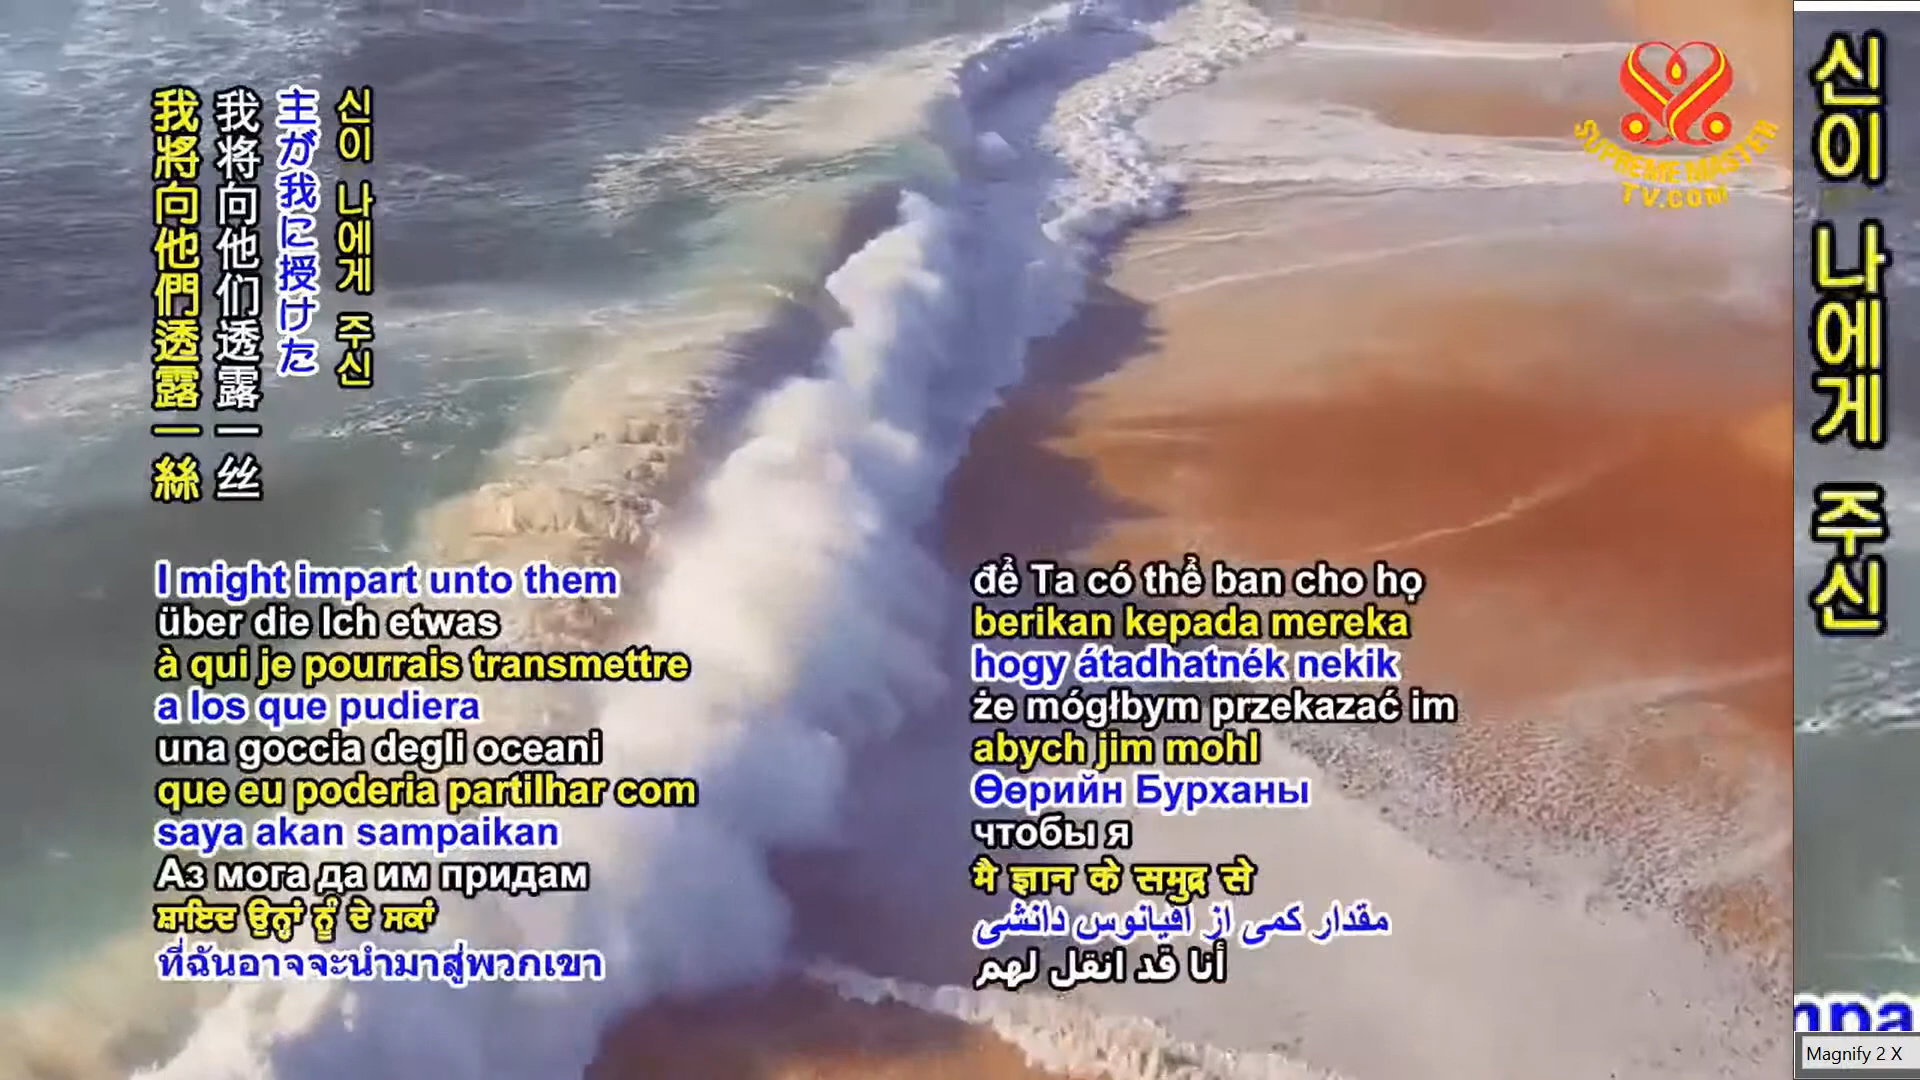 我將向他們透露一絲
我将向他们透露一丝
主が我に授けた
신이 나에게 주신
I might impart unto them
über die Ich etwas
à qui je pourrais transmettre
a los que pudiera
una goccia degli oceani
que eu poderia partilhar com
saya akan sampaikan
Аз мога да им придам
ਸ਼ਾਇਦ ਉਨ੍ਹਾਂ ਨੂੰ ਦੇ ਸਕਾਂ
ที่ฉันอาจจะนำมาสู่พวกเขา
để Ta có thể ban cho họ
berikan kepada mereka
hogy átadhatnék nekik
że mógłbym przekazać im
abych jim mohl
Өөрийн Бурханы
чтобы я
मै ज्ञान के समुद्र से
مقدار کمی از اقیانوس دانشی
أنا قد انقل لهم
SUPREME MASTER
TV.COM
신이 나에게 주신
mpa
Magnify 2 X